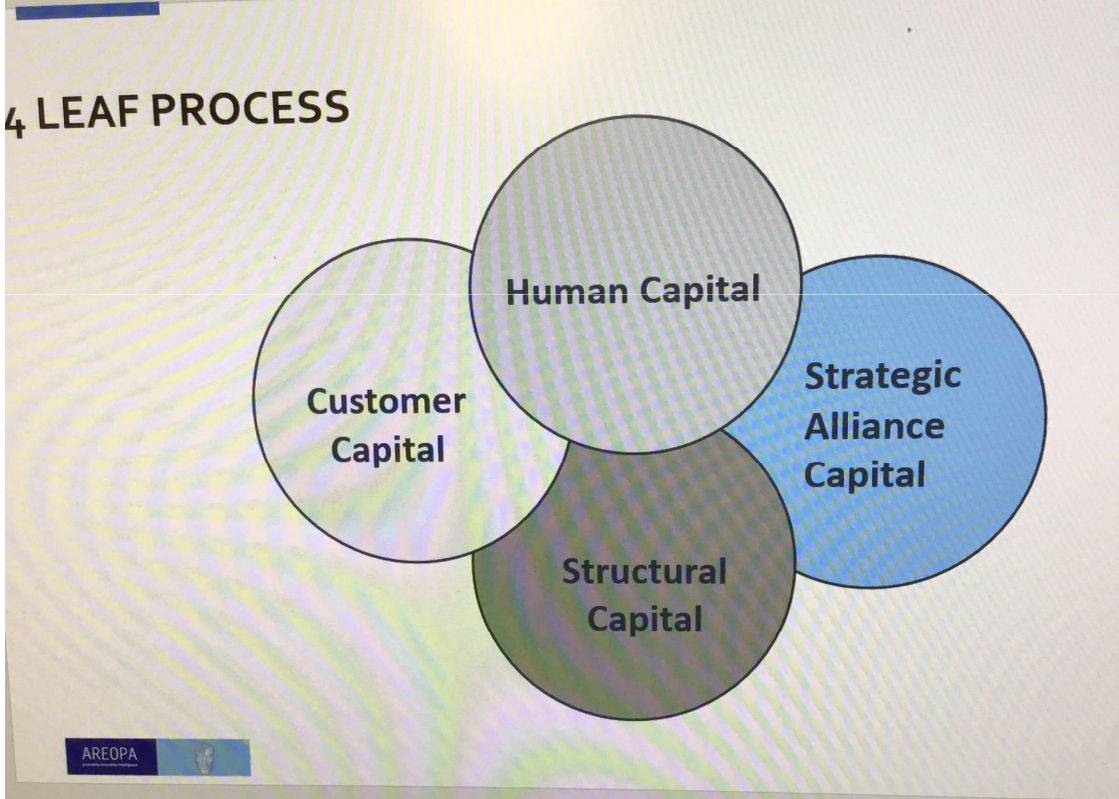 4 LEAF PROCESS
Human Capital
Customer
Capital
Strategic
Alliance
Capital
Structural
Capital
AREOPA